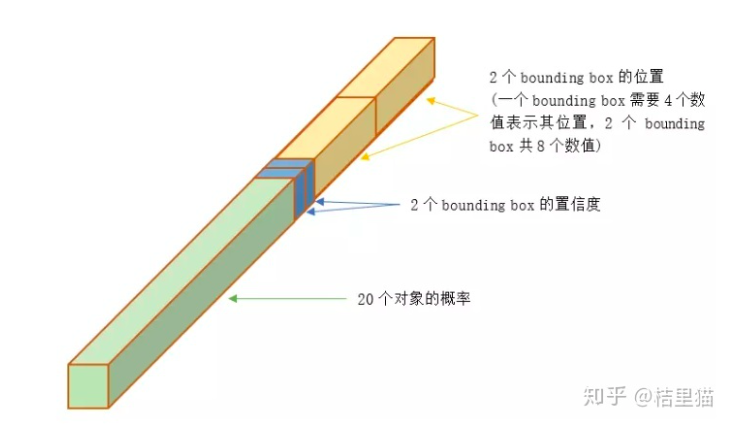 2 个 bounding box 的位置
(一个 bounding box 需要 4 个数
值表示其位置，2 个 bounding
box 共 8 个数值)
2 个 bounding box 的置信度
20 个对象的概率
知乎 @桔里猫